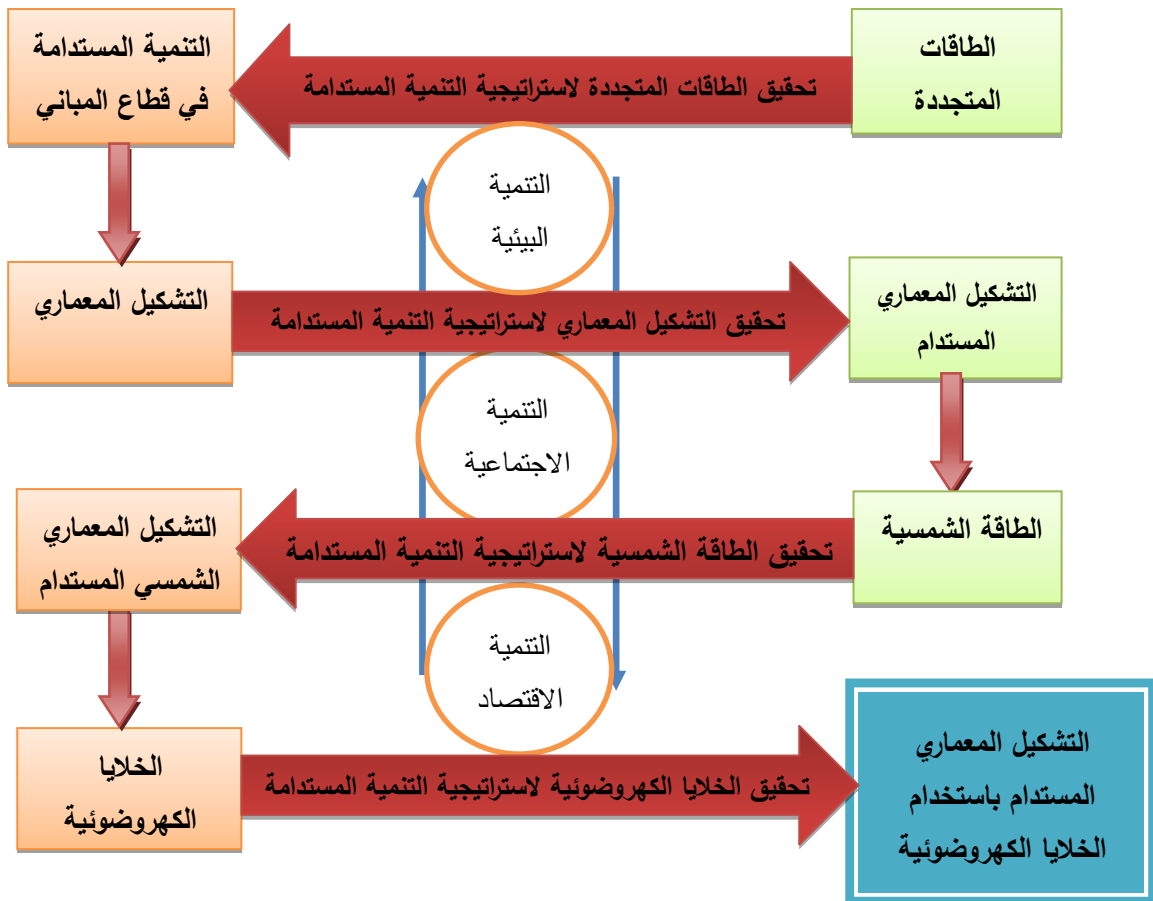 الطاقات
المتجددة
تحقيق الطاقات المتجددة لاستراتيجية التنمية المستدامة
التنمية المستدامة
في قطاع المباني
التنمية
البيئية
التشكيل المعماري
تحقيق التشكيل المعماري لاستراتيجية التنمية المستدامة
التشكيل المعماري
المستدام
التنمية
الاجتماعية
الطاقة الشمسية
تحقيق الطاقة الشمسية لاستراتيجية التنمية المستدامة
التشكيل المعماري
الشمسي المستدام
التنمية
الاقتصاد
الخلايا
الكهروضوئية
تحقيق الخلايا الكهروضوئية لاستراتيجية التنمية المستدامة
التشكيل المعماري
المستدام باستخدام
الخلايا الكهروضوئية